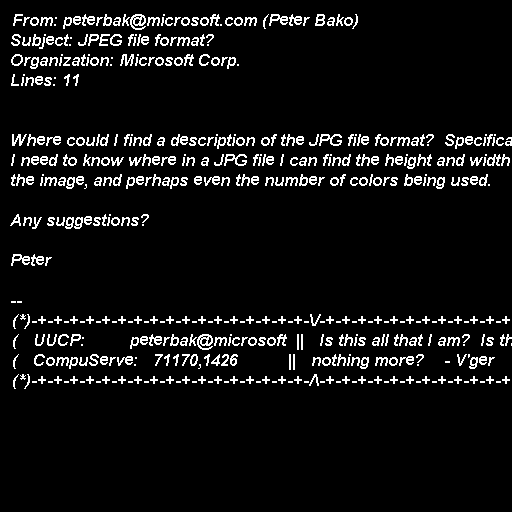 From: peterbak@microsoft.com (Peter Bako)
Subject: JPEG file format?
Organization: Microsoft Corp.
Lines: 11
Where could I find a description of the JPG file format?
I need to know where in a JPG file I can find the height and width
the image, and perhaps even the number of colors being used.
Any suggestions?
Peter
--
(*)-+-+-+-+-+-+-+-+-+-+-+-+-+-+-+-+-+-\/-+-+-+-+-+-+-+-+-+-+-+-+
( UUCP: peterbak@microsoft || Is this all that I am? Is
( CompuServe: 71170,1426 || nothing more? - V'ger
(*)-+-+-+-+-+-+-+-+-+-+-+-+-+-+-+-+-+-/\-+-+-+-+-+-+-+-+-+-+-+-+